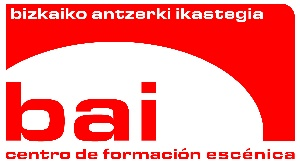 bizkaiko antzerki ikastegia
bai
centro de formación escénica